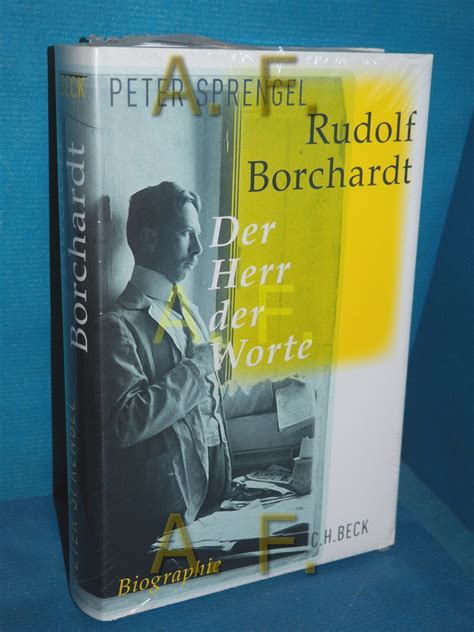 BECK
Borchardt
PETER SPRENGEL
PETER SPRENGEL
Rudolf
Borchardt
Der
Herr
der
Worte
Biographie
C.H.BECK
A. F.
A. F.
A. F.